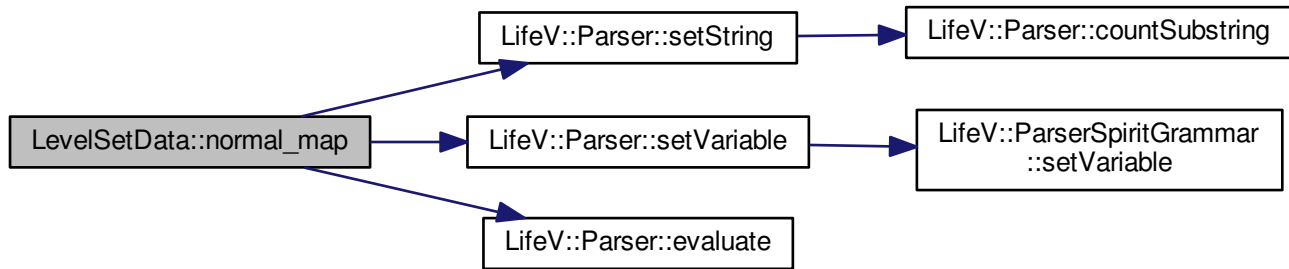 LifeV::Parser::setString
LifeV::Parser::countSubstring
LevelSetData::normal_map
LifeV::Parser::setVariable
LifeV::ParserSpiritGrammar
::setVariable
LifeV::Parser::evaluate